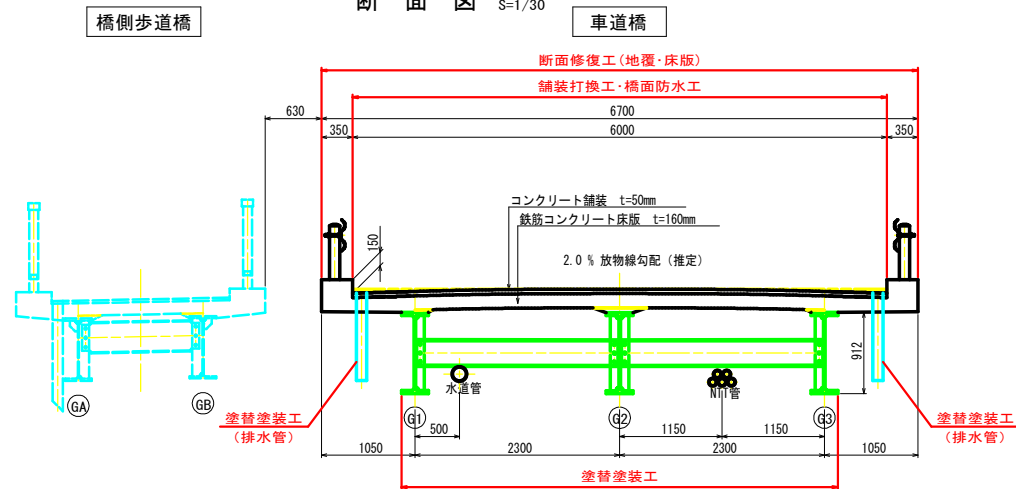 断 面 図 S=1/30
橋側歩道橋
車道橋
断面修復工(地覆・床版)
舗装打換工・橋面防水工
630
6700
350
6000
350
コンクリート舗装 t=50mm
鉄筋コンクリート床版 t=160mm
150
2.0 % 放物線勾配 (推定)
912
水道管
NTT管
GA
GB
G1
G2
G3
塗替塗装工
(排水管)
塗替塗装工
(排水管)
500
1150
1150
1050
2300
2300
1050
塗替塗装工